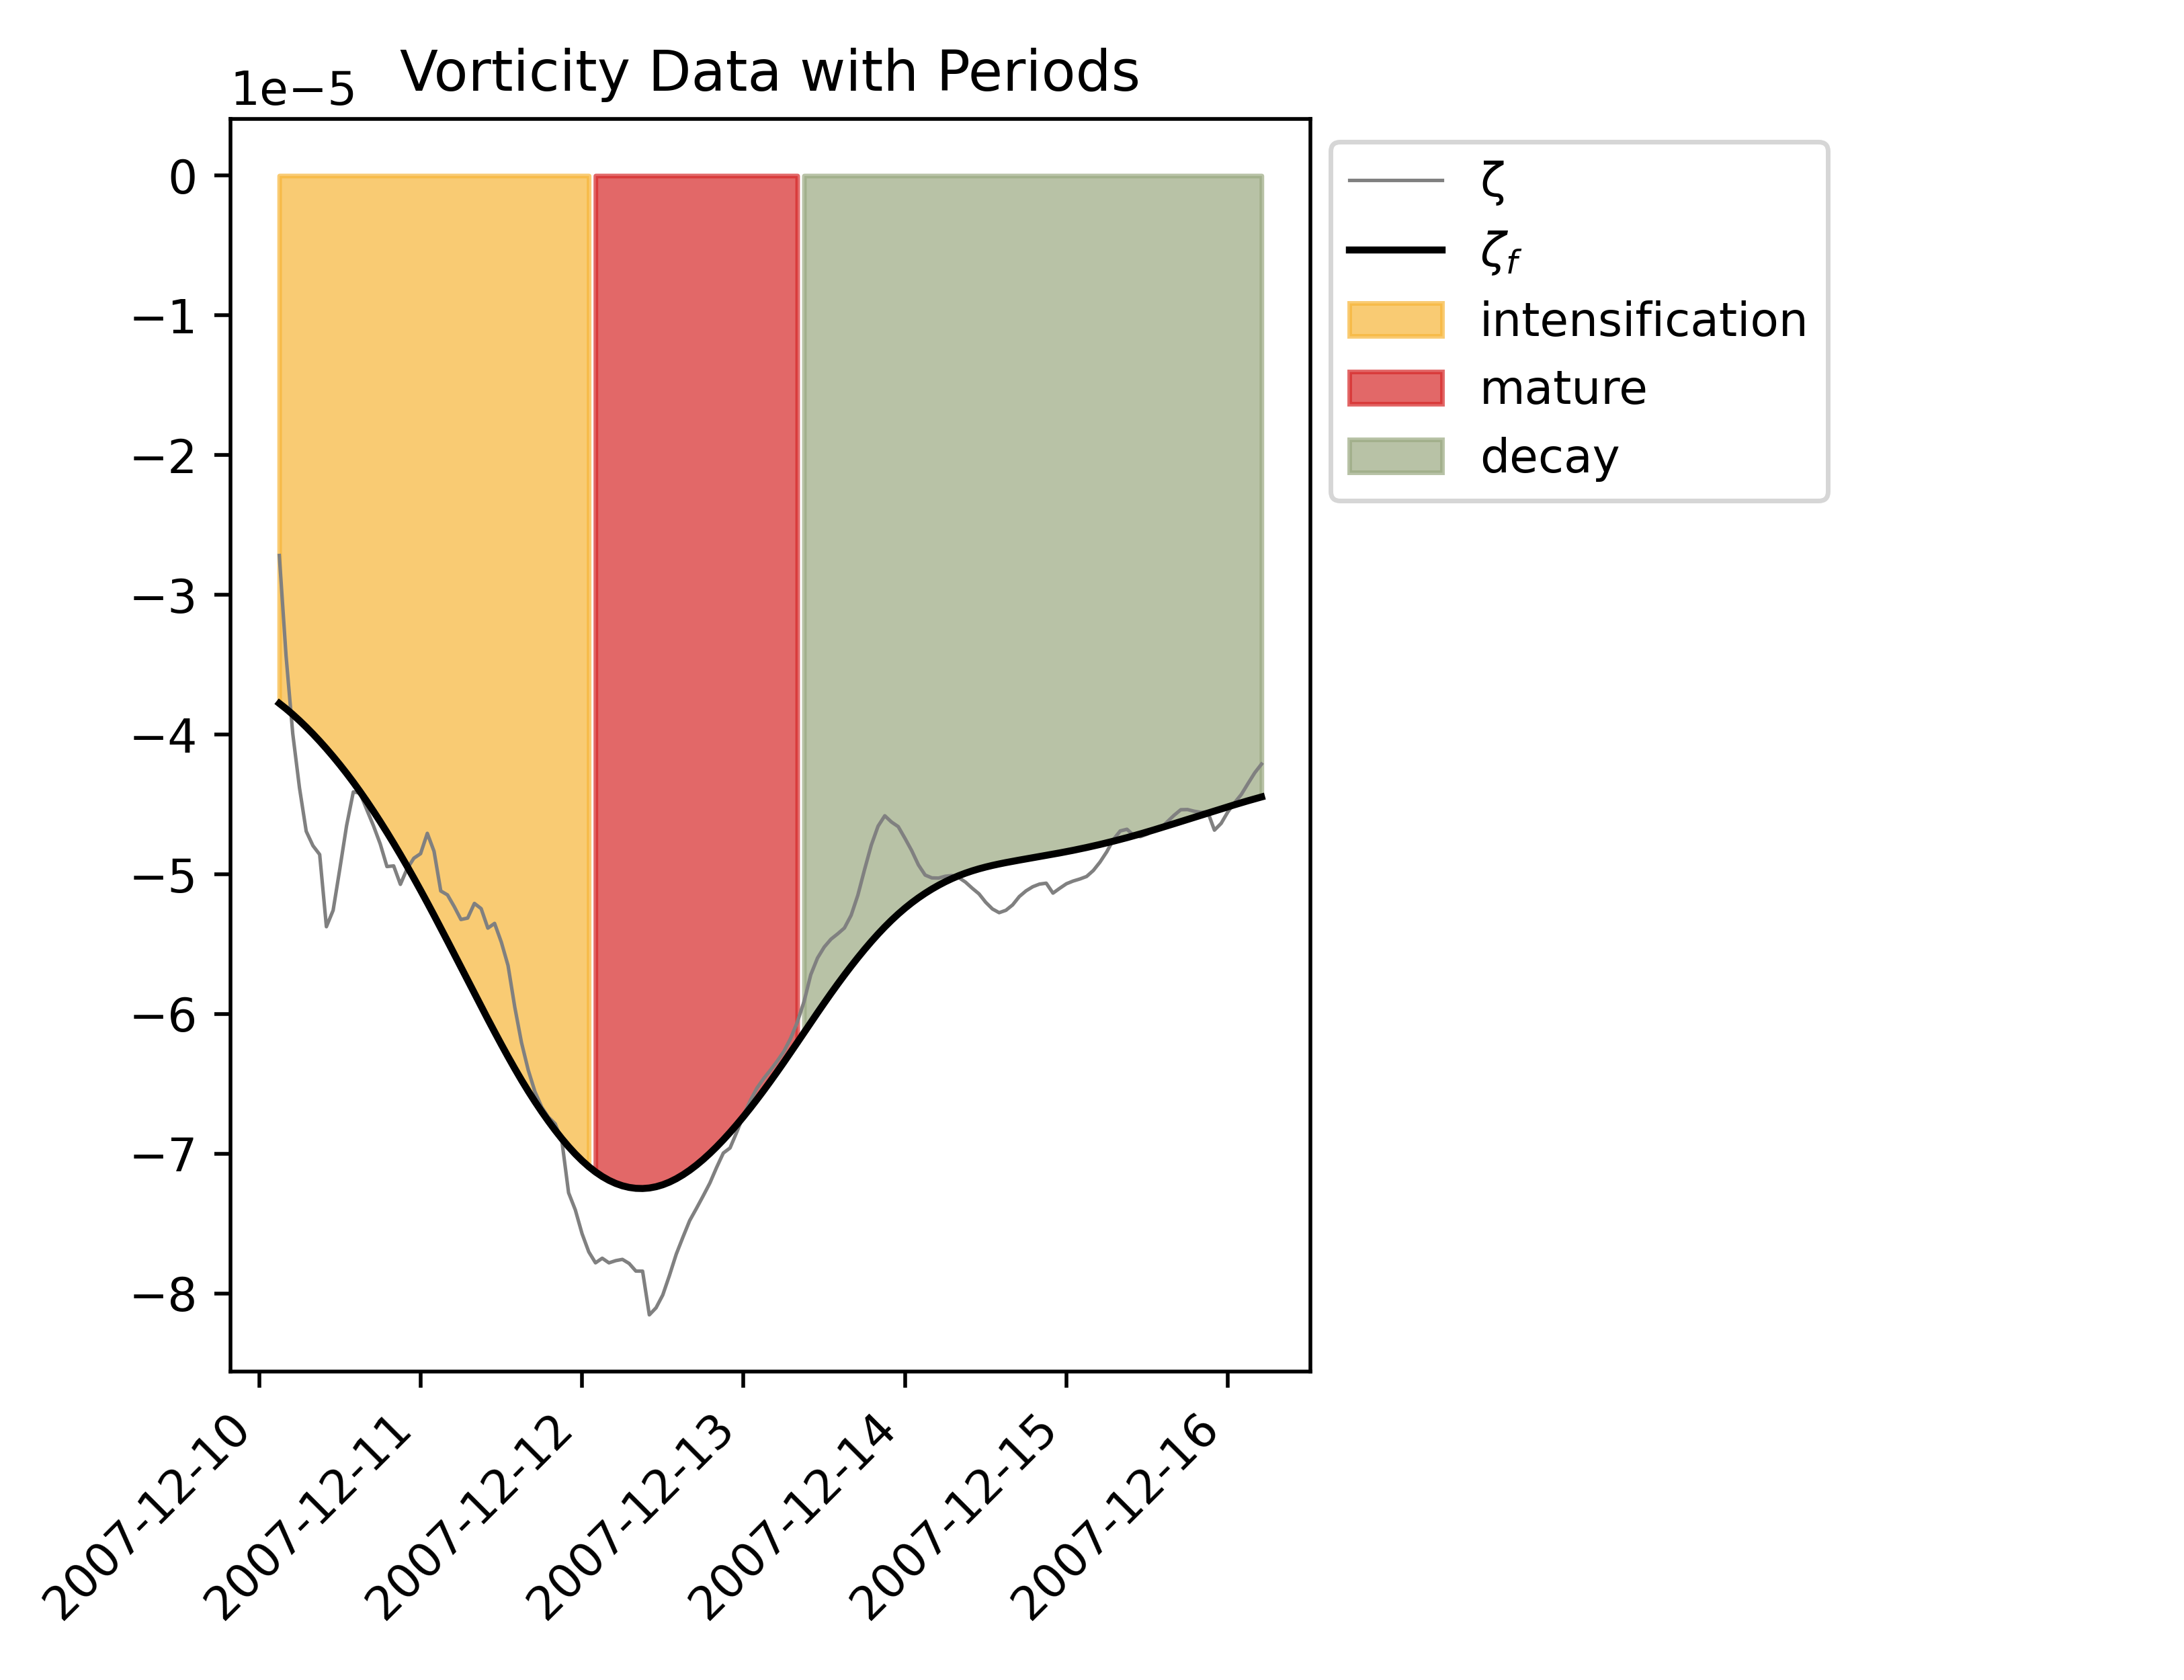 Vorticity Data with Periods
1e−5
0
−1
−2
−3
−4
−5
−6
−7
−8
2007-12-10
2007-12-11
2007-12-12
2007-12-13
2007-12-14
2007-12-15
2007-12-16
ζ
ζf
intensification
mature
decay